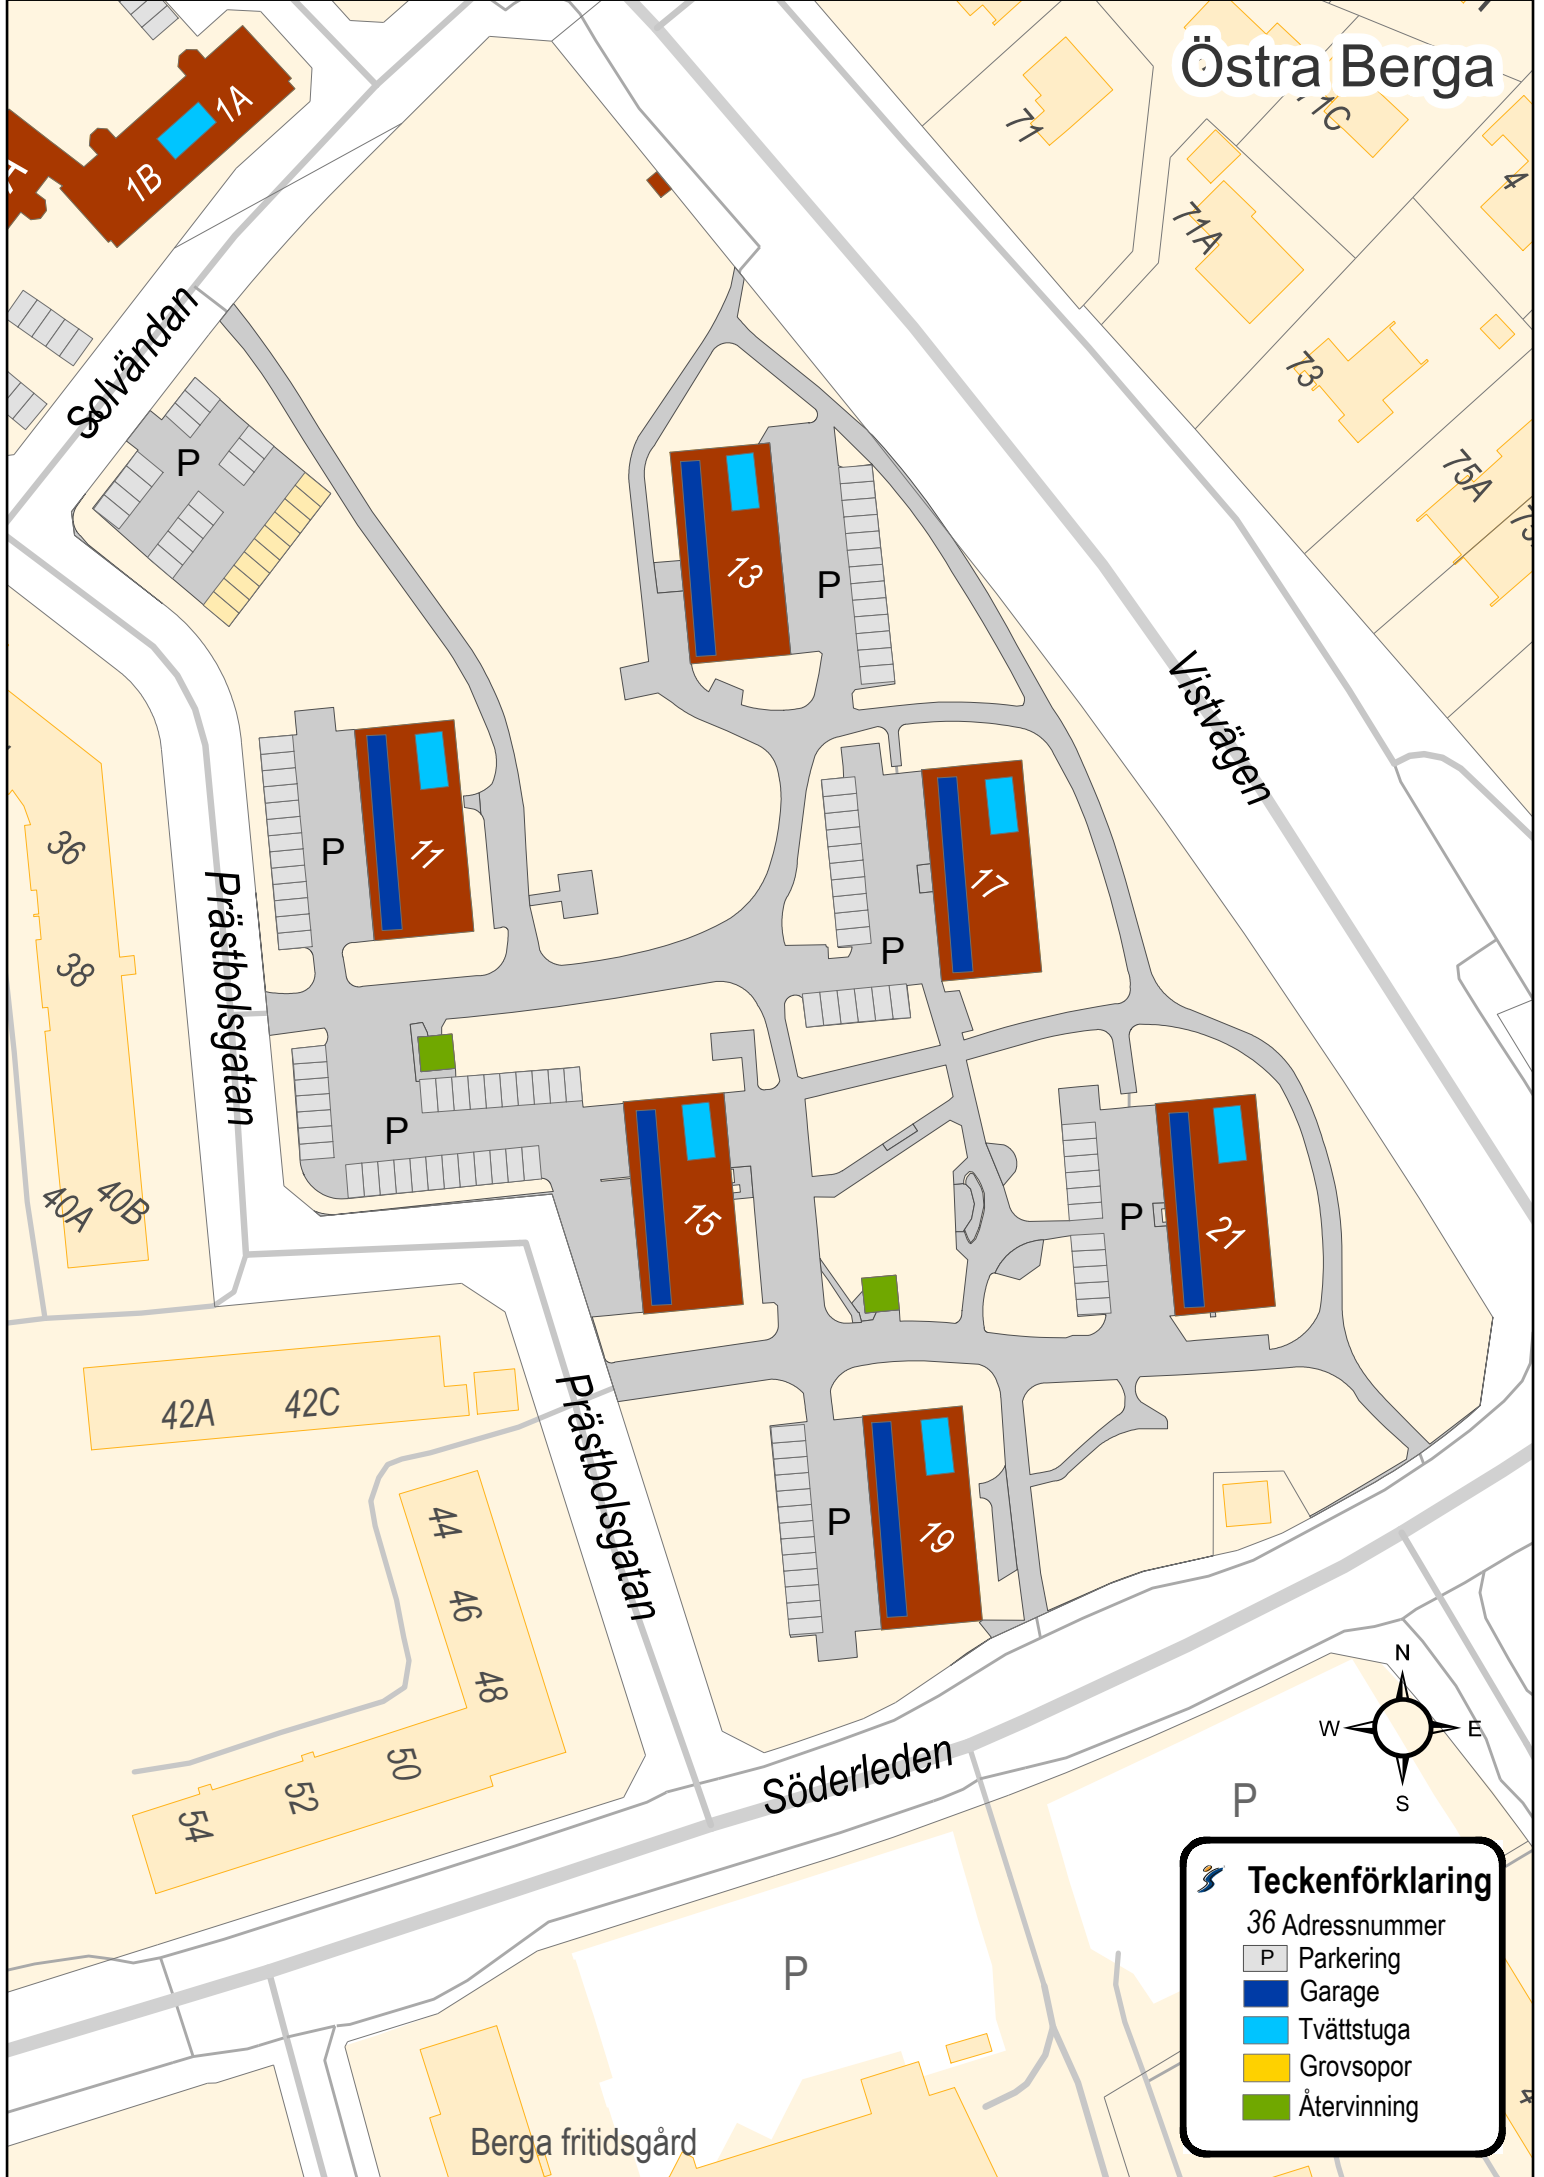 Östra Berga
1A
1B
71
71C
4
71A
73
75A
Solvändan
P
P
13
P
Vistvägen
11
P
17
P
36
38
Prästbolsgatan
40A
40B
P
15
21
P
42A
42C
Prästbolsgatan
19
P
44
46
48
50
52
54
Söderleden
N
W
E
S
P
P
Berga fritidsgård
Teckenförklaring
36 Adressnummer
P Parkering
Garage
Tvättstuga
Grovsopor
Återvinning